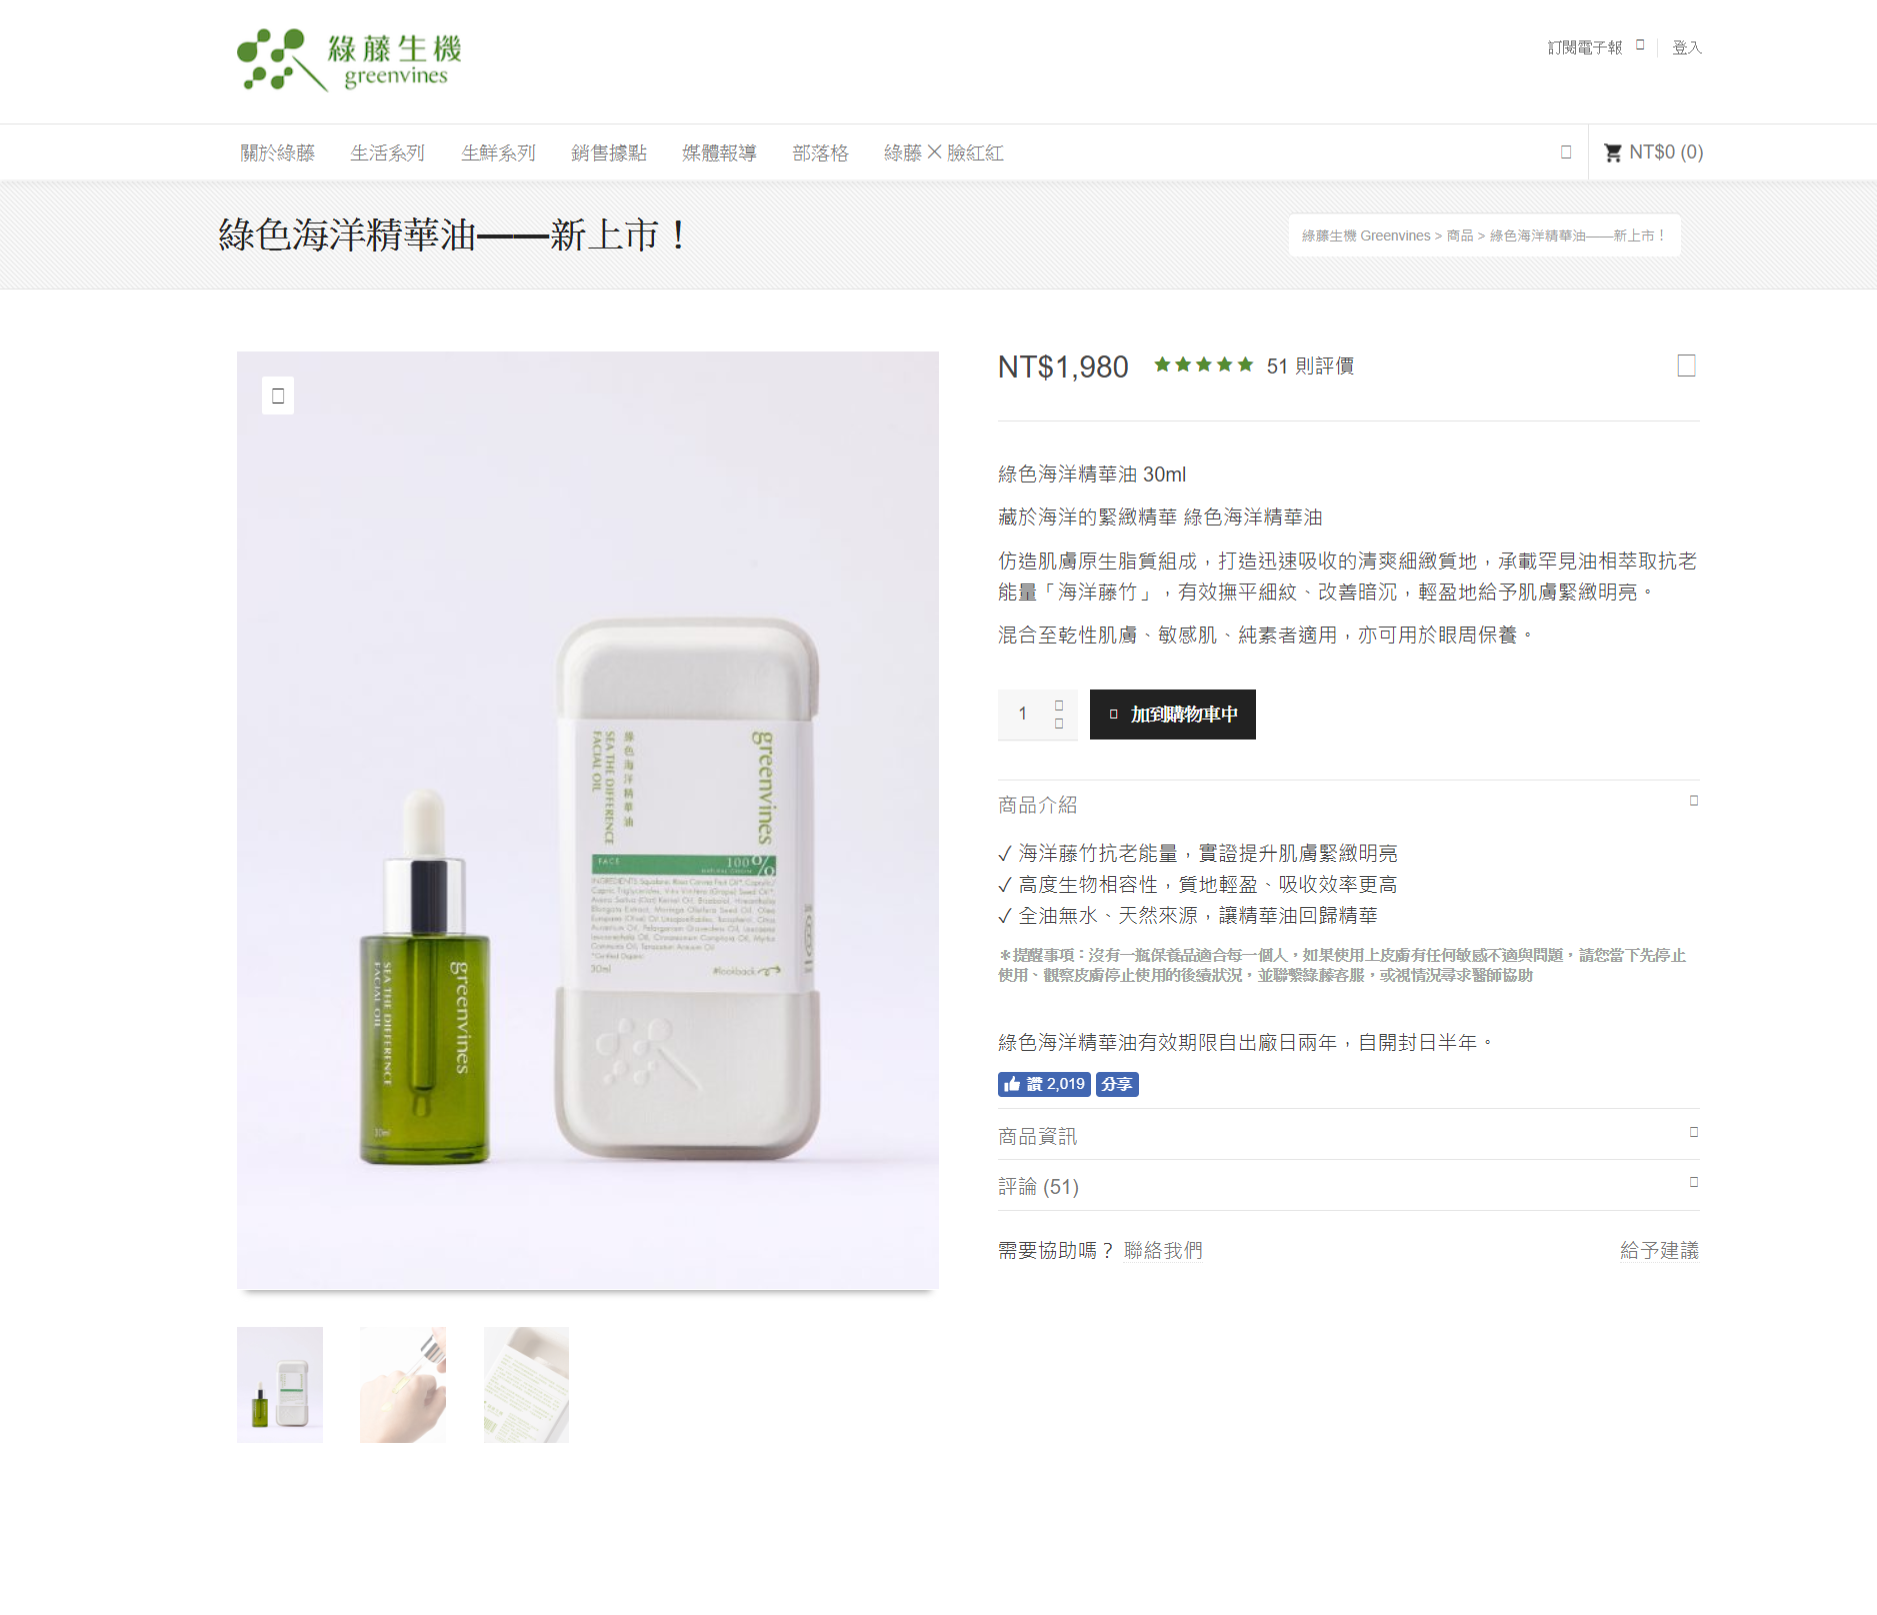 綠藤生機
greenvines
訂閱電子報
登入
關於綠藤 生活系列 生鮮系列 銷售據點 媒體報導 部落格 綠藤╳臉紅紅
NT$0 (0)
綠色海洋精華油——新上市！
綠藤生機 Greenvines > 商品 > 綠色海洋精華油——新上市！
NT$1,980
51 則評價
綠色海洋精華油 30ml
藏於海洋的緊緻精華 綠色海洋精華油
仿造肌膚原生脂質組成，打造迅速吸收的清爽細緻質地，承載罕見油相萃取抗老
能量「海洋藤竹」，有效撫平細紋、改善暗沉，輕盈地給予肌膚緊緻明亮。
混合至乾性肌膚、敏感肌、純素者適用，亦可用於眼周保養。
1
加到購物車中
商品介紹
✓ 海洋藤竹抗老能量，實證提升肌膚緊緻明亮
✓ 高度生物相容性，質地輕盈、吸收效率更高
✓ 全油無水、天然來源，讓精華油回歸精華
＊提醒事項：沒有一瓶保養品適合每一個人，如果使用上皮膚有任何敏感不適與問題，請您當下先停止
使用、觀察皮膚停止使用的後續狀況，並聯繫綠藤客服，或視情況尋求醫師協助
綠色海洋精華油有效期限自出廠日兩年，自開封日半年。
讚 2,019 分享
商品資訊
評論 (51)
需要協助嗎？ 聯絡我們
給予建議
greenvines
綠色海洋精華油
SEA THE DIFFERENCE
FACIAL OIL
FACE
100%
30ml
#lookback
greenvines
SEA THE DIFFERENCE
FACIAL OIL
30ml